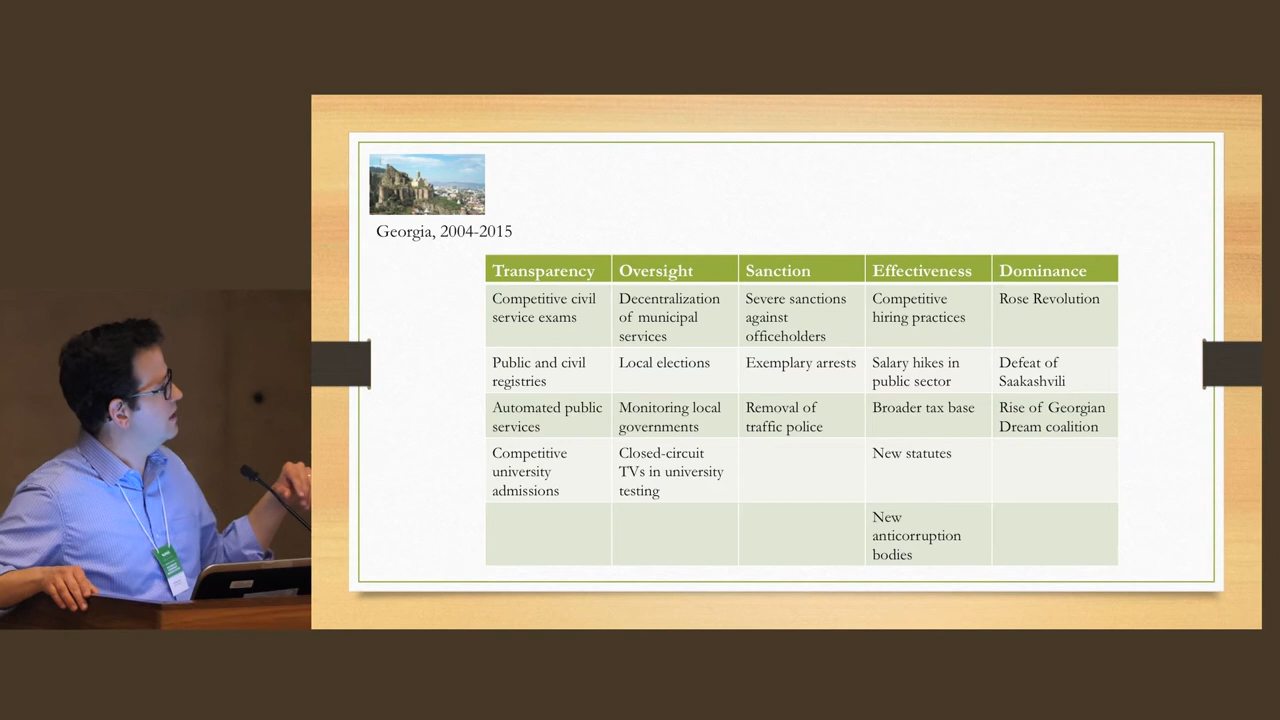 Georgia, 2004-2015
Transparency Oversight Sanction Effectiveness Dominance
Competitive civil
service exams
Decentralization
of municipal
services
Severe sanctions
against
officeholders
Competitive
hiring practices
Rose Revolution
Public and civil
registries
Local elections
Exemplary arrests
Salary hikes in
public sector
Defeat of
Saakashvili
Automated public
services
Monitoring local
governments
Removal of
traffic police
Broader tax base
Rise of Georgian
Dream coalition
Competitive
university
admissions
Closed-circuit
TVs in university
testing
New statutes
New
anticorruption
bodies